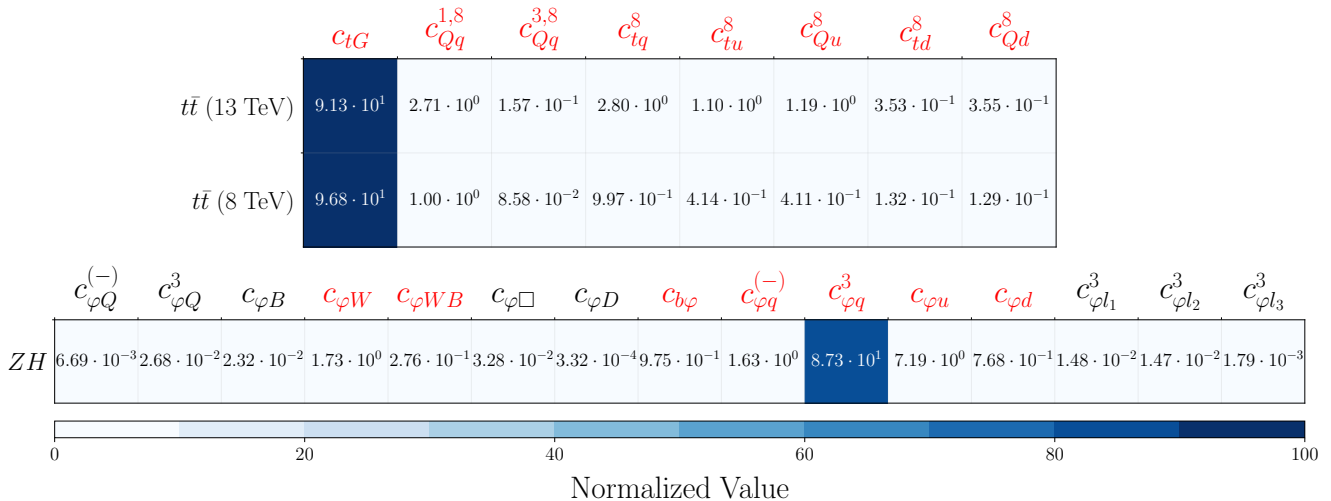 c_{tG} c_{Qq}^{1,8} c_{Qq}^{3,8} c_{tq}^{8} c_{tu}^{8} c_{Qu}^{8} c_{td}^{8} c_{Qd}^{8}
tt̄ (13 TeV) 9.13 · 10^1 2.71 · 10^0 1.57 · 10^{-1} 2.80 · 10^0 1.10 · 10^0 1.19 · 10^0 3.53 · 10^{-1} 3.55 · 10^{-1}
tt̄ (8 TeV) 9.68 · 10^1 1.00 · 10^0 8.58 · 10^{-2} 9.97 · 10^{-1} 4.14 · 10^{-1} 4.11 · 10^{-1} 1.32 · 10^{-1} 1.29 · 10^{-1}
c_{φQ}^{(-)} c_{φQ}^{3} c_{φB} c_{φW} c_{φWB} c_{φ□} c_{φD} c_{bφ} c_{φq}^{(-)} c_{φq}^{3} c_{φu} c_{φd} c_{φl_1}^{3} c_{φl_2}^{3} c_{φl_3}^{3}
ZH 6.69 · 10^{-3} 2.68 · 10^{-2} 2.32 · 10^{-2} 1.73 · 10^0 2.76 · 10^{-1} 3.28 · 10^{-2} 3.32 · 10^{-4} 9.75 · 10^{-1} 1.63 · 10^0 8.73 · 10^1 7.19 · 10^0 7.68 · 10^{-1} 1.48 · 10^{-2} 1.47 · 10^{-2} 1.79 · 10^{-3}
0 20 40 60 80 100
Normalized Value